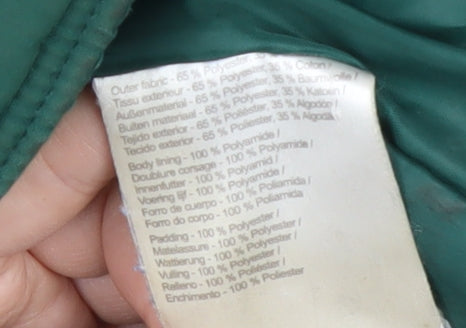 Outer fabric - 65 % Polyester, 35
Tissu exterieur - 65 % Polyester, 35 % Coton /
Außenmaterial - 65 % Polyester, 35 % Baumwolle /
Buiten materiaal - 65 % Polyester, 35 % Katoen /
Tejido exterior - 65 % Poliéster, 35 % Algodón /
Tecido exterior - 65 % Poliester, 35 % Algodã
Body lining - 100 % Polyamide /
Doublure corsage - 100 % Polyamide /
Innenfutter - 100 % Polyamid /
Voering lijf - 100 % Polyamide /
Forro de cuerpo - 100 % Poliamida /
Forro do corpo - 100 % Poliamida
Padding - 100 % Polyester /
Matelassure - 100 % Polyester /
Wattierung - 100 % Polyester /
Vulling - 100 % Polyester /
Relleno - 100 % Poliéster /
Enchimento - 100 % Poliester